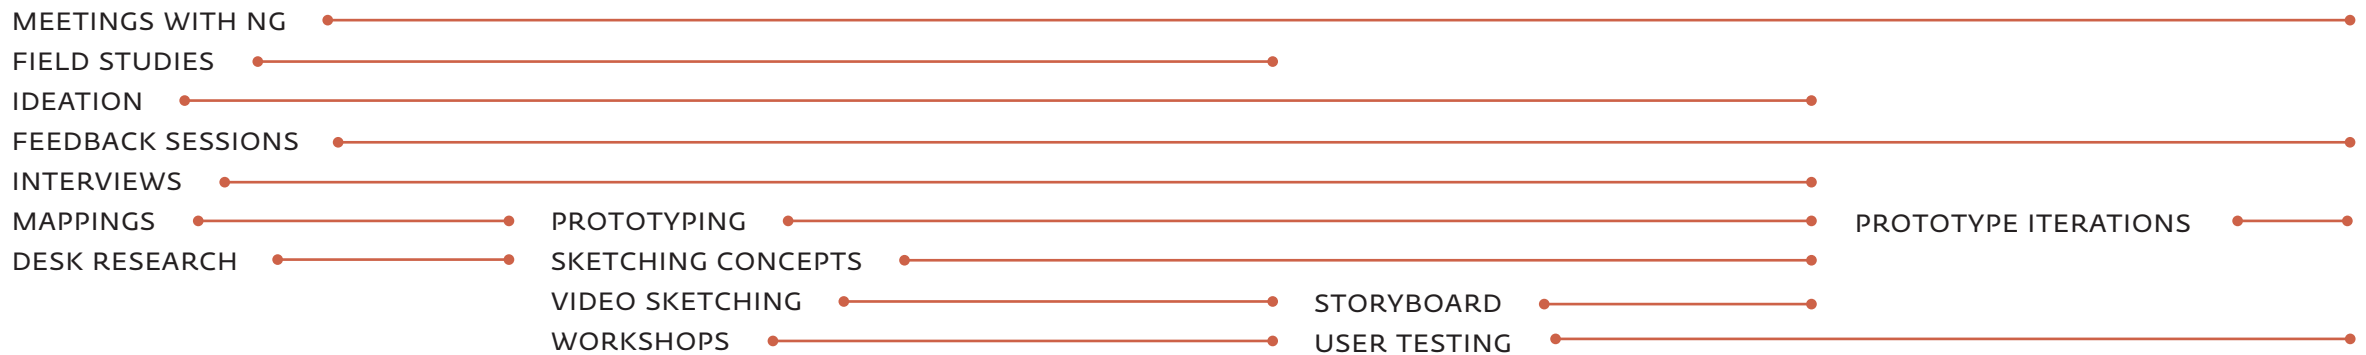 MEETINGS WITH NG
FIELD STUDIES
IDEATION
FEEDBACK SESSIONS
INTERVIEWS
MAPPINGS PROTOTYPING PROTOTYPE ITERATIONS
DESK RESEARCH SKETCHING CONCEPTS
VIDEO SKETCHING STORYBOARD
WORKSHOPS USER TESTING